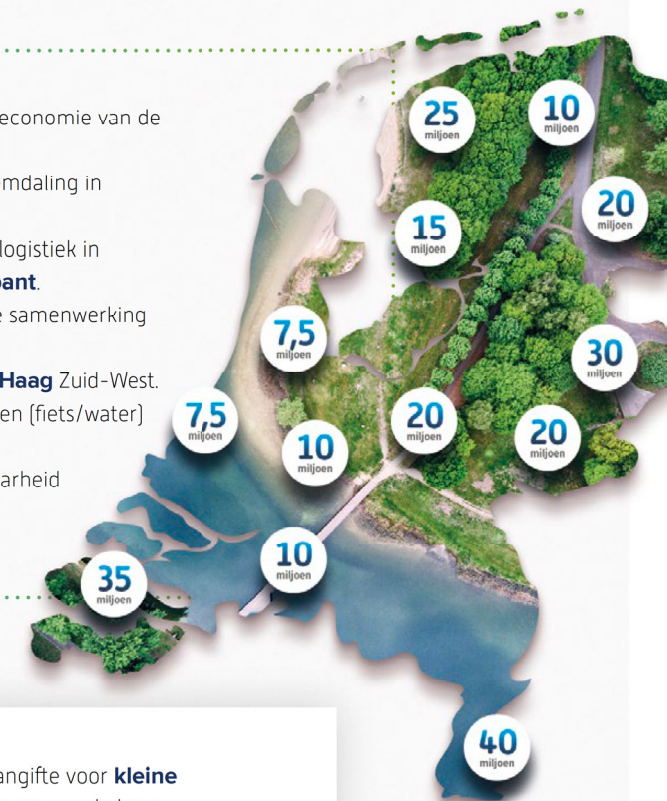 economie van de
mdaling in
logistiek in
ant.
e samenwerking
Haag Zuid-West.
en (fiets/water)
arheid
25
miljoen
10
miljoen
20
miljoen
15
miljoen
7,5
miljoen
30
miljoen
7,5
miljoen
20
miljoen
20
miljoen
10
miljoen
10
miljoen
35
miljoen
40
miljoen
angifte voor kleine